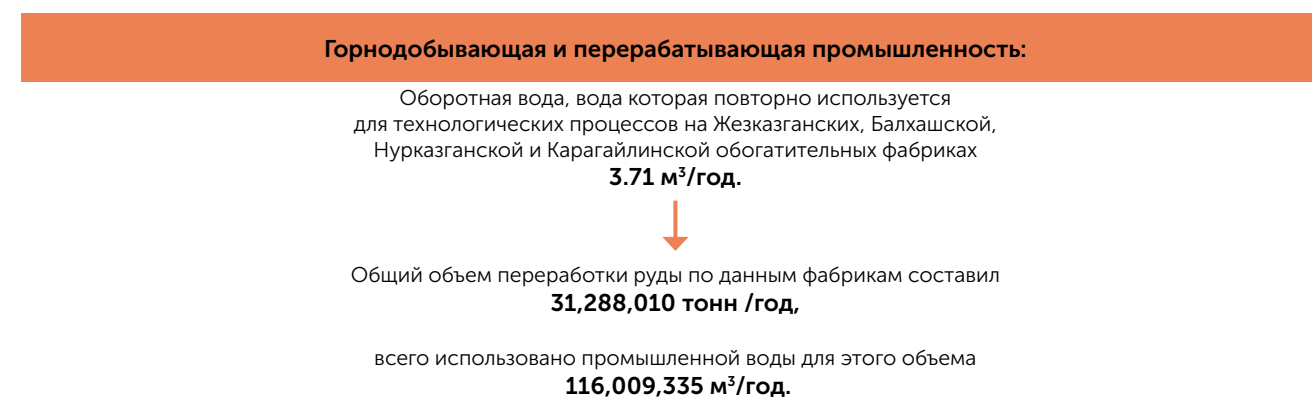 Горнодобывающая и перерабатывающая промышленность:
Оборотная вода, вода которая повторно используется
для технологических процессов на Жезказганских, Балхашской,
Нурказганской и Карагайлинской обогатительных фабриках
3.71 м³/год.
Общий объем переработки руды по данным фабрикам составил
31,288,010 тонн /год,
всего использовано промышленной воды для этого объема
116,009,335 м³/год.